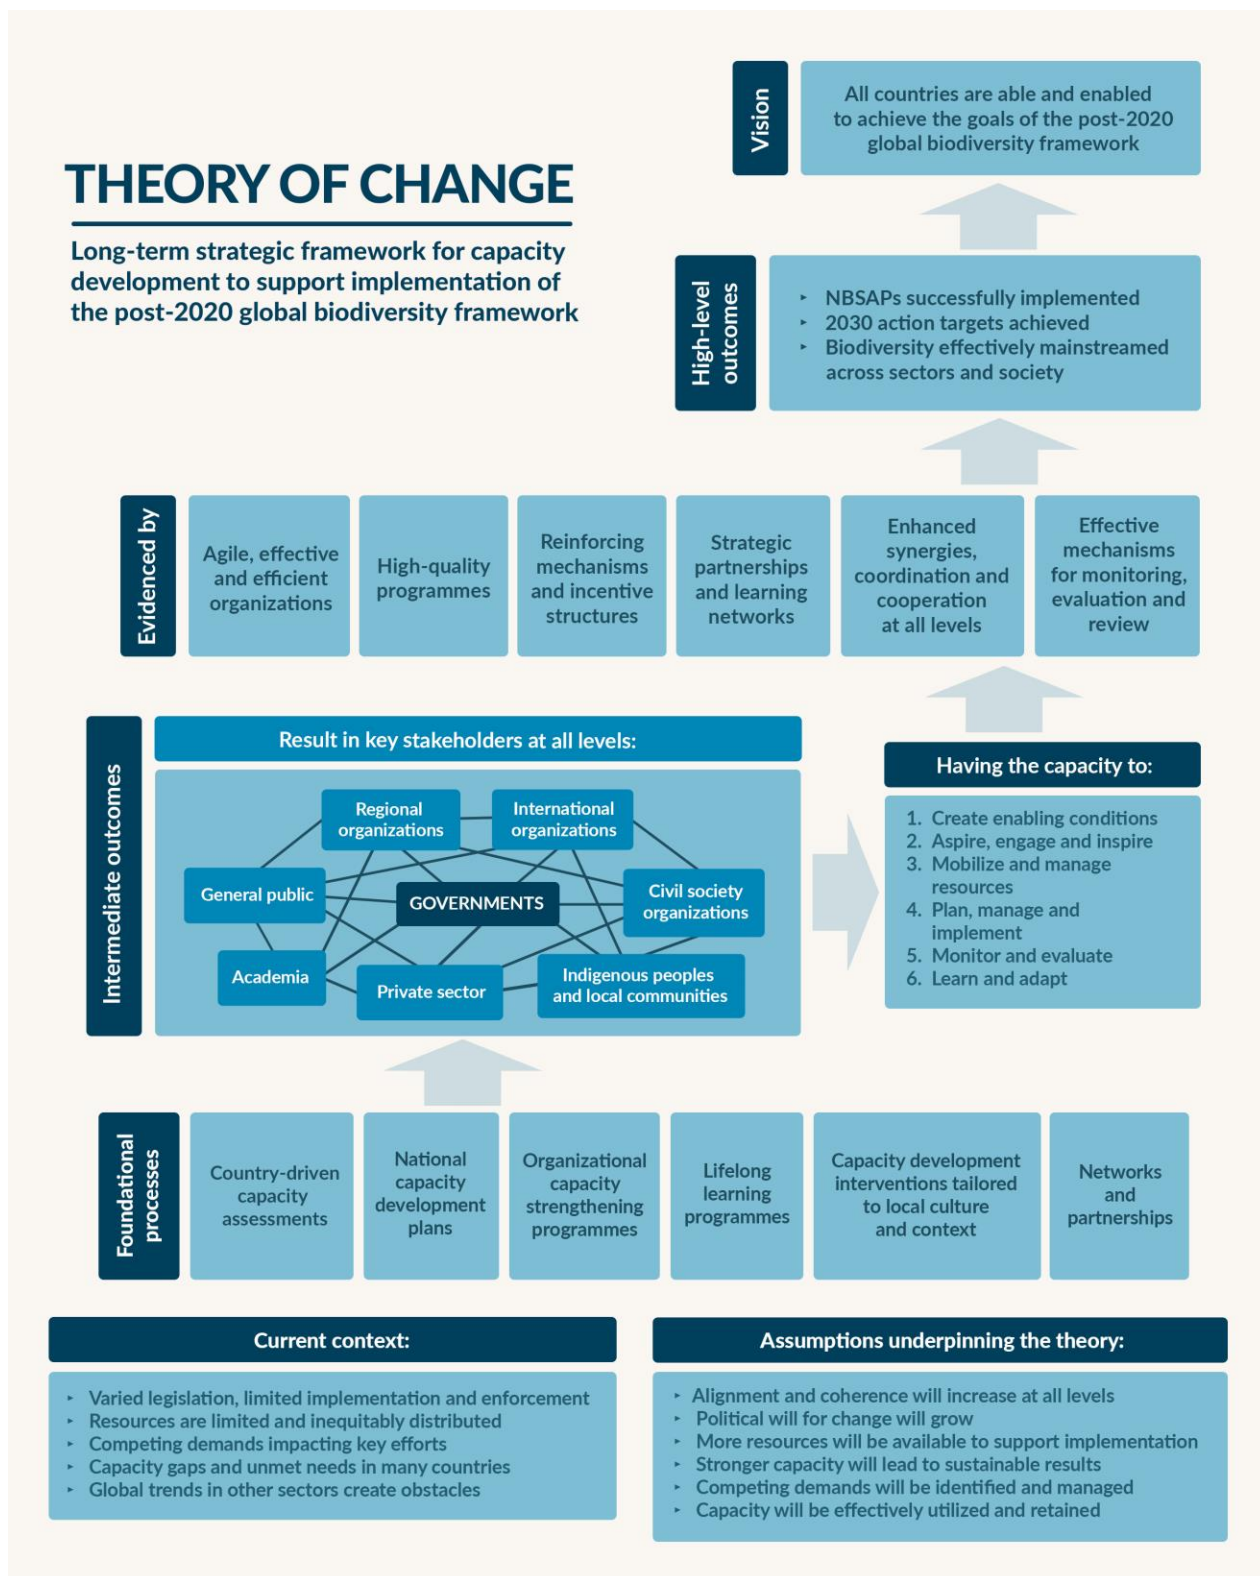 THEORY OF CHANGE
Long-term strategic framework for capacity
development to support implementation of
the post-2020 global biodiversity framework
Vision
All countries are able and enabled
to achieve the goals of the post-2020
global biodiversity framework
High-level
outcomes
‣ NBSAPs successfully implemented
‣ 2030 action targets achieved
‣ Biodiversity effectively mainstreamed
across sectors and society
Evidenced by
Agile, effective
and efficient
organizations
High-quality
programmes
Reinforcing
mechanisms
and incentive
structures
Strategic
partnerships
and learning
networks
Enhanced
synergies,
coordination and
cooperation
at all levels
Effective
mechanisms
for monitoring,
evaluation and
review
Intermediate outcomes
Result in key stakeholders at all levels:
Regional
organizations
International
organizations
General public
GOVERNMENTS
Civil society
organizations
Academia
Private sector
Indigenous peoples
and local communities
Having the capacity to:
1. Create enabling conditions
2. Aspire, engage and inspire
3. Mobilize and manage
resources
4. Plan, manage and
implement
5. Monitor and evaluate
6. Learn and adapt
Foundational
processes
Country-driven
capacity
assessments
National
capacity
development
plans
Organizational
capacity
strengthening
programmes
Lifelong
learning
programmes
Capacity development
interventions tailored
to local culture
and context
Networks
and
partnerships
Current context:
‣ Varied legislation, limited implementation and enforcement
‣ Resources are limited and inequitably distributed
‣ Competing demands impacting key efforts
‣ Capacity gaps and unmet needs in many countries
‣ Global trends in other sectors create obstacles
Assumptions underpinning the theory:
‣ Alignment and coherence will increase at all levels
‣ Political will for change will grow
‣ More resources will be available to support implementation
‣ Stronger capacity will lead to sustainable results
‣ Competing demands will be identified and managed
‣ Capacity will be effectively utilized and retained